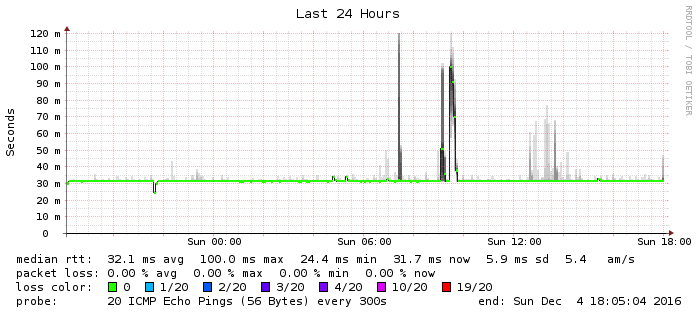 Last 24 Hours
RRDTOOL / TOBI OETIKER
Seconds
120 m
100 m
90 m
80 m
70 m
60 m
50 m
40 m
30 m
20 m
10 m
0
Sun 00:00 Sun 06:00 Sun 12:00 Sun 18:00
median rtt: 32.1 ms avg 100.0 ms max 24.4 ms min 31.7 ms now 5.9 ms sd 5.4 am/s
packet loss: 0.00 % avg 0.00 % max 0.00 % min 0.00 % now
loss color: 0 1/20 2/20 3/20 4/20 10/20 19/20
probe: 20 ICMP Echo Pings (56 Bytes) every 300s end: Sun Dec 4 18:05:04 2016